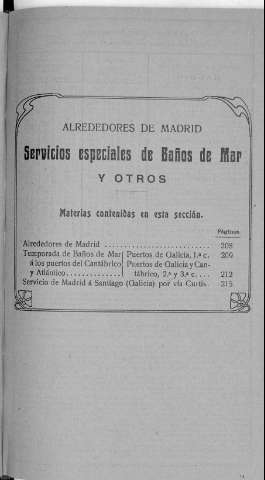 ALREDEDORES DE MADRID
Servicios especiales de Baños de Mar
Y OTROS
Materias contenidas en esta sección.
Páginas
Alrededores de Madrid ........................ 208
Temporada de Baños de Mar | Puertos de Galicia, 1.ª c. 209
á los puertos del Cantábrico | Puertos de Galicia y Can-
y Atlántico.............. | tábrico, 2.ª y 3.ª c.... 212
Servicio de Madrid á Santiago (Galicia) por vía Curtis.. 215